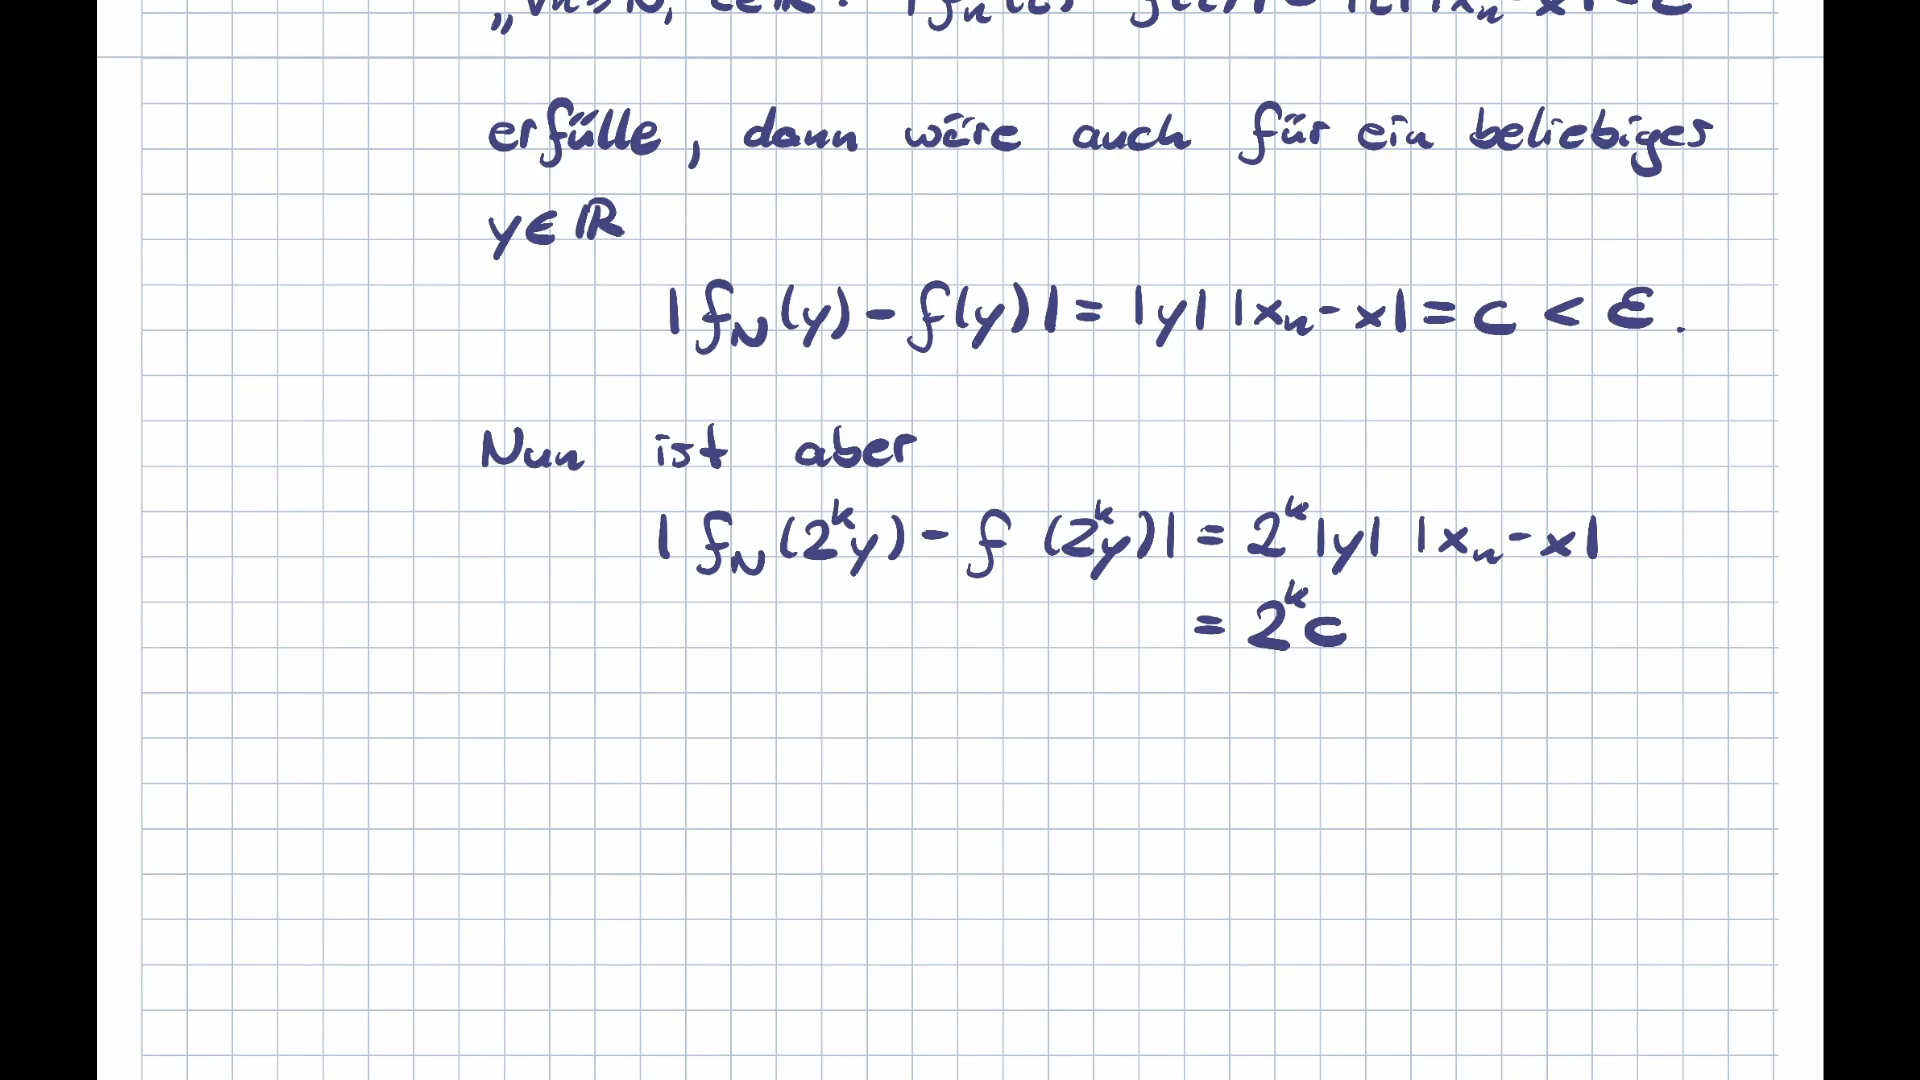 erfülle, dann wäre auch für ein beliebiges
y∈ℝ
|f_N(y) - f(y)| = |y| |x_n - x| = c < ε.
Nun ist aber
|f_N(2^k y) - f(2^k y)| = 2^k |y| |x_n - x|
= 2^k c